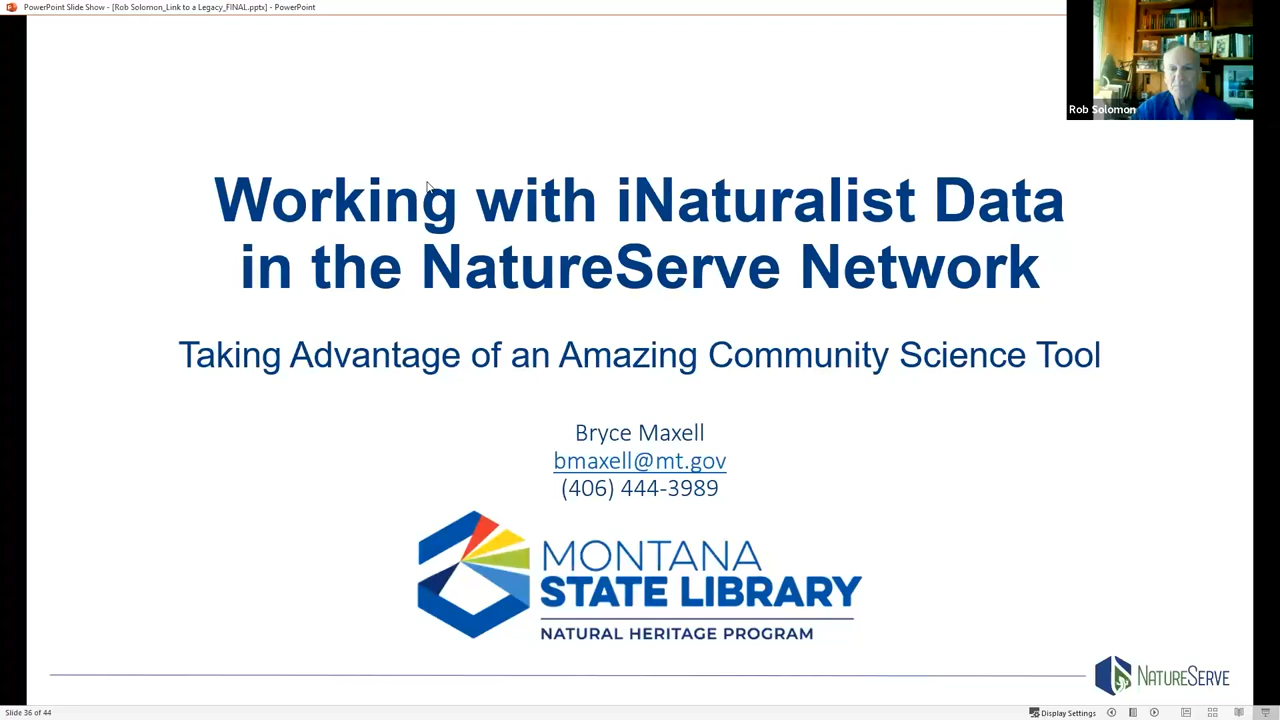 PowerPoint Slide Show - [Rob Solomon_Link to a Legacy_FINAL.pptx] - PowerPoint
Rob Solomon
Working with iNaturalist Data
in the NatureServe Network
Taking Advantage of an Amazing Community Science Tool
Bryce Maxell
bmaxell@mt.gov
(406) 444-3989
MONTANA
STATE LIBRARY
NATURAL HERITAGE PROGRAM
NATURESERVE
Slide 36 of 44
Display Settings